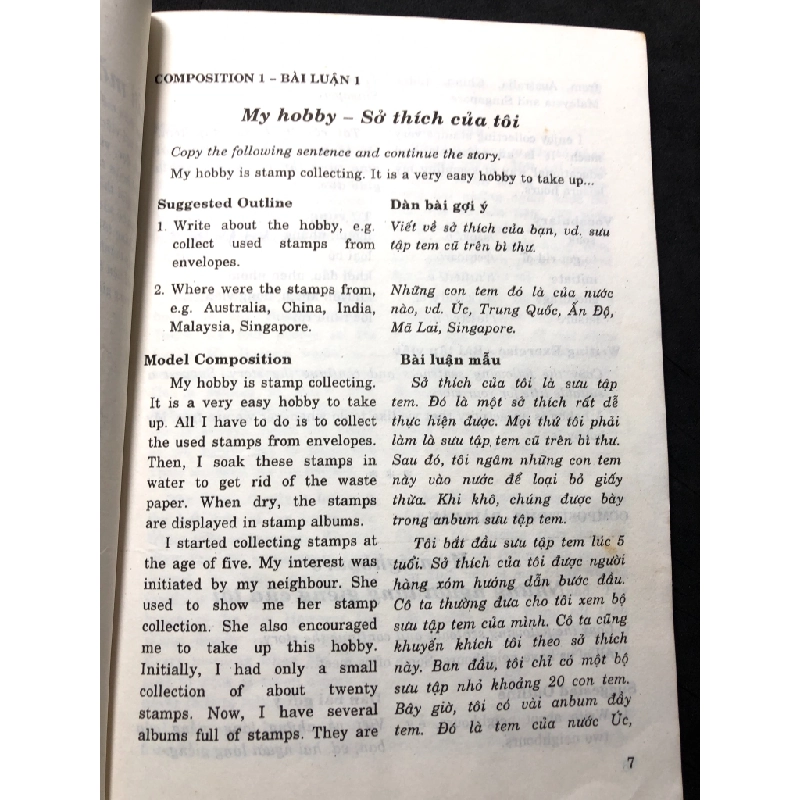 COMPOSITION 1 – BÀI LUẬN 1
My hobby – Sở thích của tôi
Copy the following sentence and continue the story.
My hobby is stamp collecting. It is a very easy hobby to take up...
Suggested Outline
1. Write about the hobby, e.g.
collect used stamps from
envelopes.
2. Where were the stamps from,
e.g. Australia, China, India,
Malaysia, Singapore.
Dàn bài gợi ý
Viết về sở thích của bạn, vd. sưu
tập tem cũ trên bì thư.
Những con tem đó là của nước
nào, vd. Úc, Trung Quốc, Ấn Độ,
Mã Lai, Singapore.
Model Composition
My hobby is stamp collecting.
It is a very easy hobby to take
up. All I have to do is to collect
the used stamps from envelopes.
Then, I soak these stamps in
water to get rid of the waste
paper. When dry, the stamps
are displayed in stamp albums.
I started collecting stamps at
the age of five. My interest was
initiated by my neighbour. She
used to show me her stamp
collection. She also encouraged
me to take up this hobby.
Initially, I had only a small
collection of about twenty
stamps. Now, I have several
albums full of stamps. They are
Bài luận mẫu
Sở thích của tôi là sưu tập
tem. Đó là một sở thích rất dễ
thực hiện được. Mọi thứ tôi phải
làm là sưu tập tem cũ trên bì thư.
Sau đó, tôi ngâm những con tem
này vào nước để loại bỏ giấy
thừa. Khi khô, chúng được bày
trong anbum sưu tập tem.
Tôi bắt đầu sưu tập tem lúc 5
tuổi. Sở thích của tôi được người
hàng xóm hướng dẫn bước đầu.
Cô ta thường đưa cho tôi xem bộ
sưu tập tem của mình. Cô ta cũng
khuyến khích tôi theo sở thích
này. Ban đầu, tôi chỉ có một bộ
sưu tập nhỏ khoảng 20 con tem.
Bây giờ, tôi có vài anbum đầy
tem. Đó là tem của nước Úc,
7